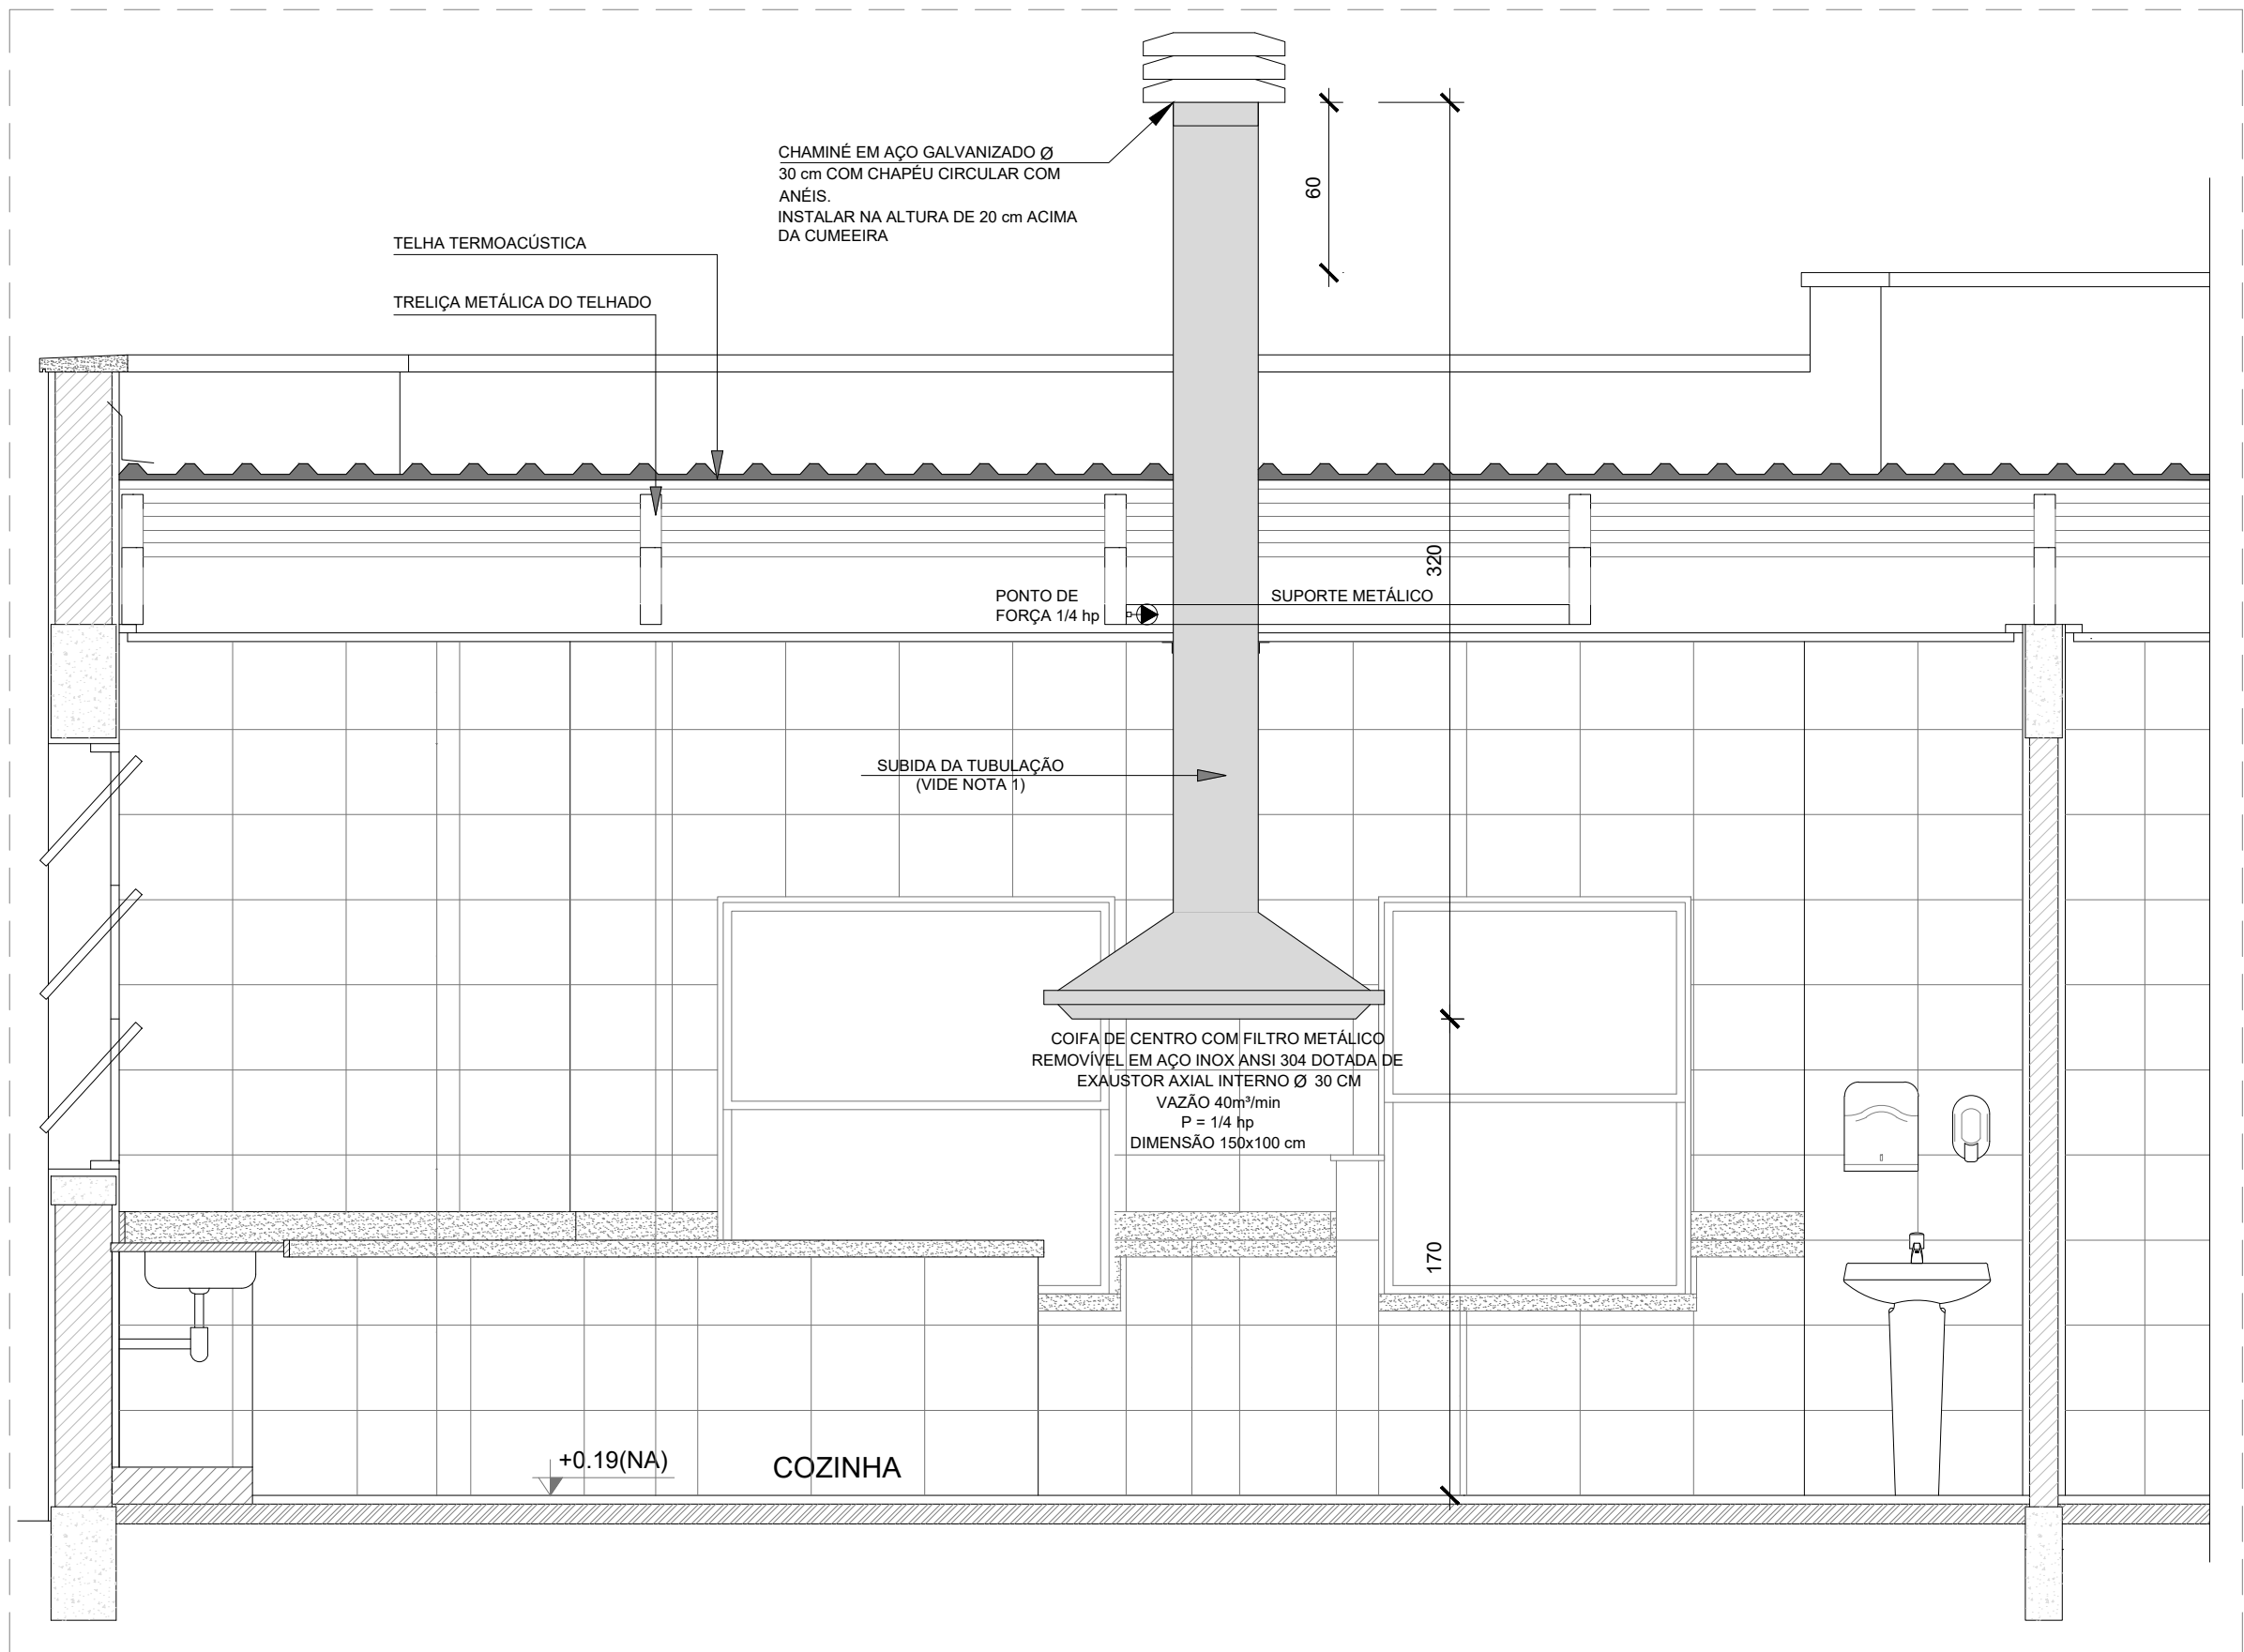 CHAMINÉ EM AÇO GALVANIZADO Ø
30 cm COM CHAPÉU CIRCULAR COM
ANÉIS.
INSTALAR NA ALTURA DE 20 cm ACIMA
DA CUMEEIRA
60
TELHA TERMOACÚSTICA
TRELIÇA METÁLICA DO TELHADO
320
PONTO DE
FORÇA 1/4 hp
SUPORTE METÁLICO
SUBIDA DA TUBULAÇÃO
(VIDE NOTA 1)
COIFA DE CENTRO COM FILTRO METÁLICO
REMOVÍVEL EM AÇO INOX ANSI 304 DOTADA DE
EXAUSTOR AXIAL INTERNO Ø 30 CM
VAZÃO 40m³/min
P = 1/4 hp
DIMENSÃO 150x100 cm
170
+0.19(NA)
COZINHA